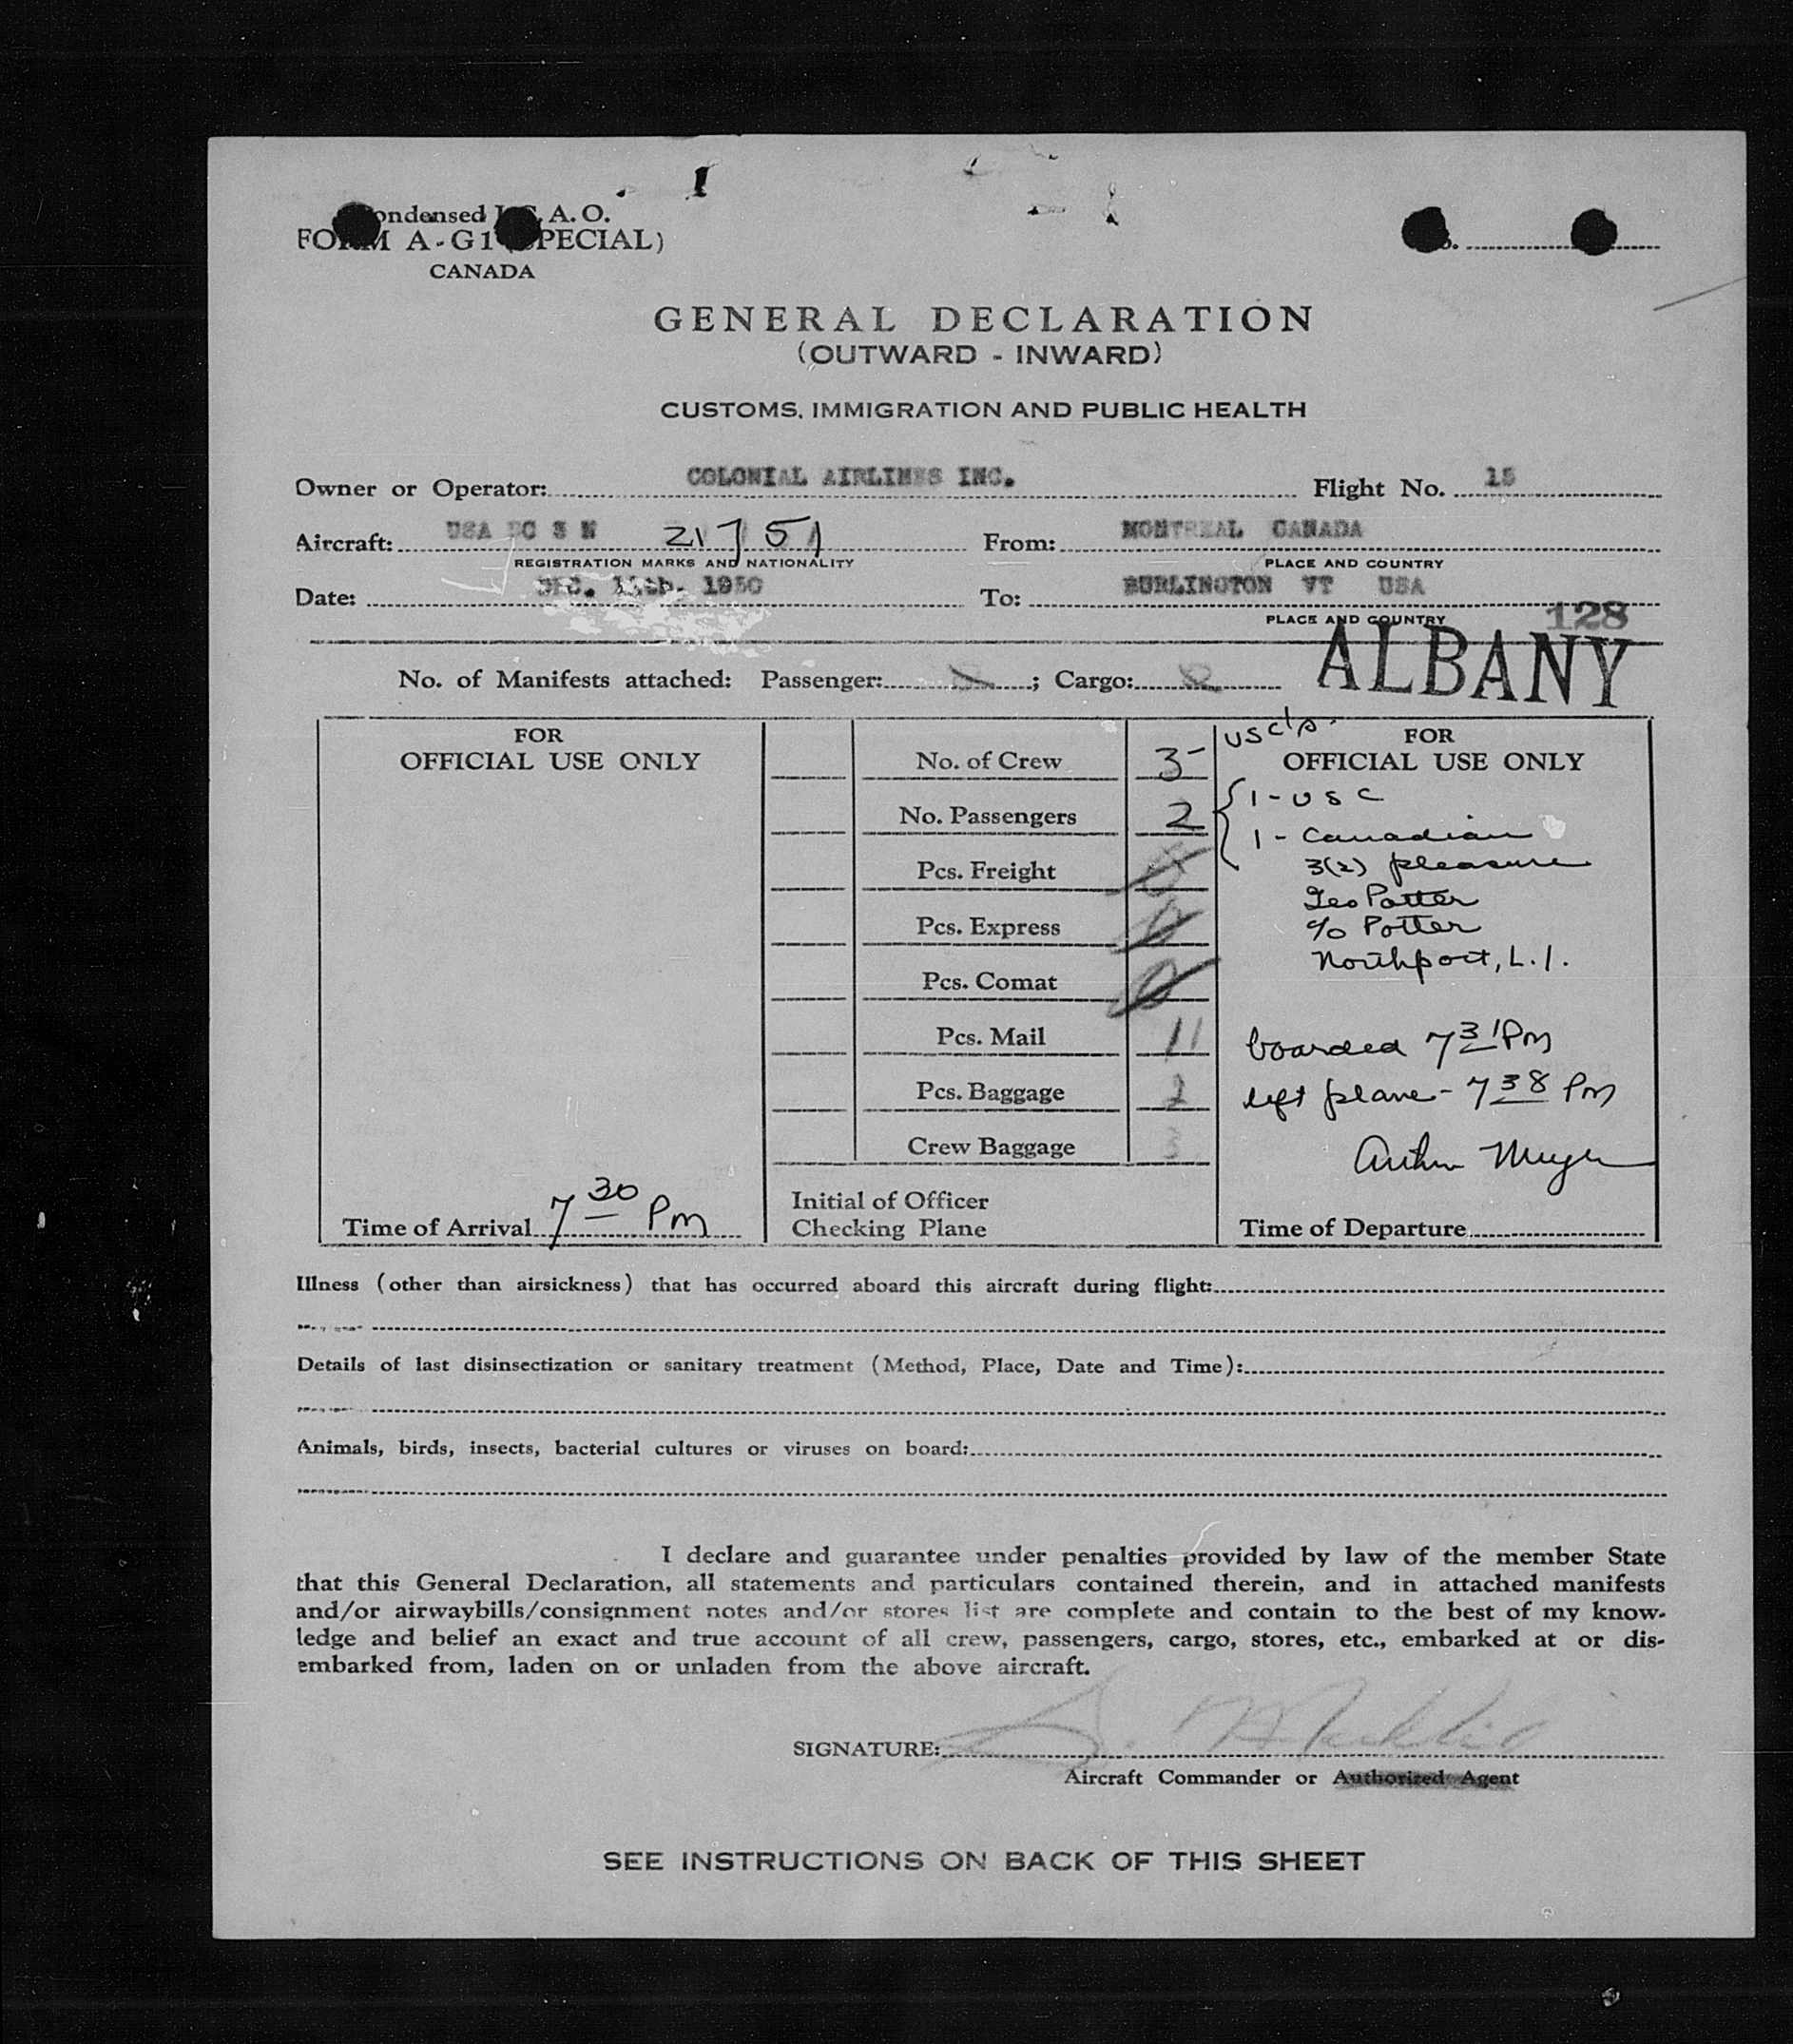 Condensed I.C.A.O.
FORM A-G1 (SPECIAL)
CANADA
GENERAL DECLARATION
(OUTWARD - INWARD)
CUSTOMS, IMMIGRATION AND PUBLIC HEALTH
Owner or Operator: COLONIAL AIRLINES INC. Flight No. 15
Aircraft: USA DC 3 N 21751 From: MONTREAL CANADA
REGISTRATION MARKS AND NATIONALITY PLACE AND COUNTRY
Date: DEC. 1950 To: BURLINGTON VT USA
PLACE AND COUNTRY 128
ALBANY
No. of Manifests attached: Passenger: ; Cargo:
FOR OFFICIAL USE ONLY
Time of Arrival 7 30 Pm
No. of Crew 3 -
No. Passengers 2
Pcs. Freight 0
Pcs. Express 0
Pcs. Comat 0
Pcs. Mail 11
Pcs. Baggage 2
Crew Baggage 3
Initial of Officer
Checking Plane
USC's.
FOR
OFFICIAL USE ONLY
1 - USC
1 - Canadian
3(2) pleasure
Geo Potter
c/o Potter
Northport, L.I.
boarded 7 31 Pm
left plane - 7 38 Pm
Time of Departure
Illness (other than airsickness) that has occurred aboard this aircraft during flight:
Details of last disinsectization or sanitary treatment (Method, Place, Date and Time):
Animals, birds, insects, bacterial cultures or viruses on board:
I declare and guarantee under penalties provided by law of the member State
that this General Declaration, all statements and particulars contained therein, and in attached manifests
and/or airwaybills/consignment notes and/or stores list are complete and contain to the best of my know-
ledge and belief an exact and true account of all crew, passengers, cargo, stores, etc., embarked at or dis-
embarked from, laden on or unladen from the above aircraft.
SIGNATURE:
Aircraft Commander or Authorized Agent
SEE INSTRUCTIONS ON BACK OF THIS SHEET